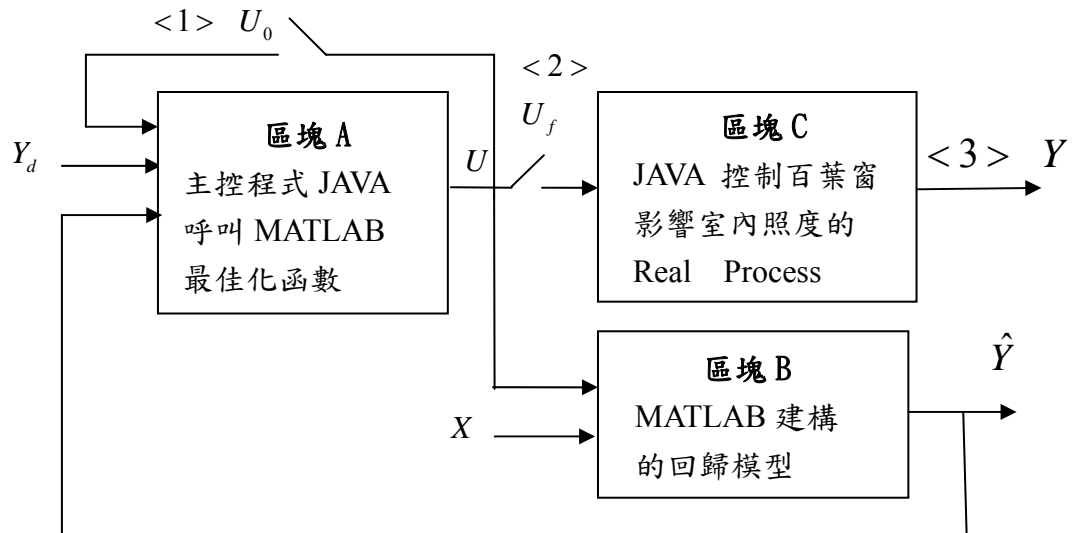 <1> U₀
<2>
U_f
區塊 A
主控程式 JAVA
呼叫 MATLAB
最佳化函數
Y_d
U
區塊 C
JAVA 控制百葉窗
影響室內照度的
Real Process
<3> Y
區塊 B
MATLAB 建構
的回歸模型
X
Ŷ